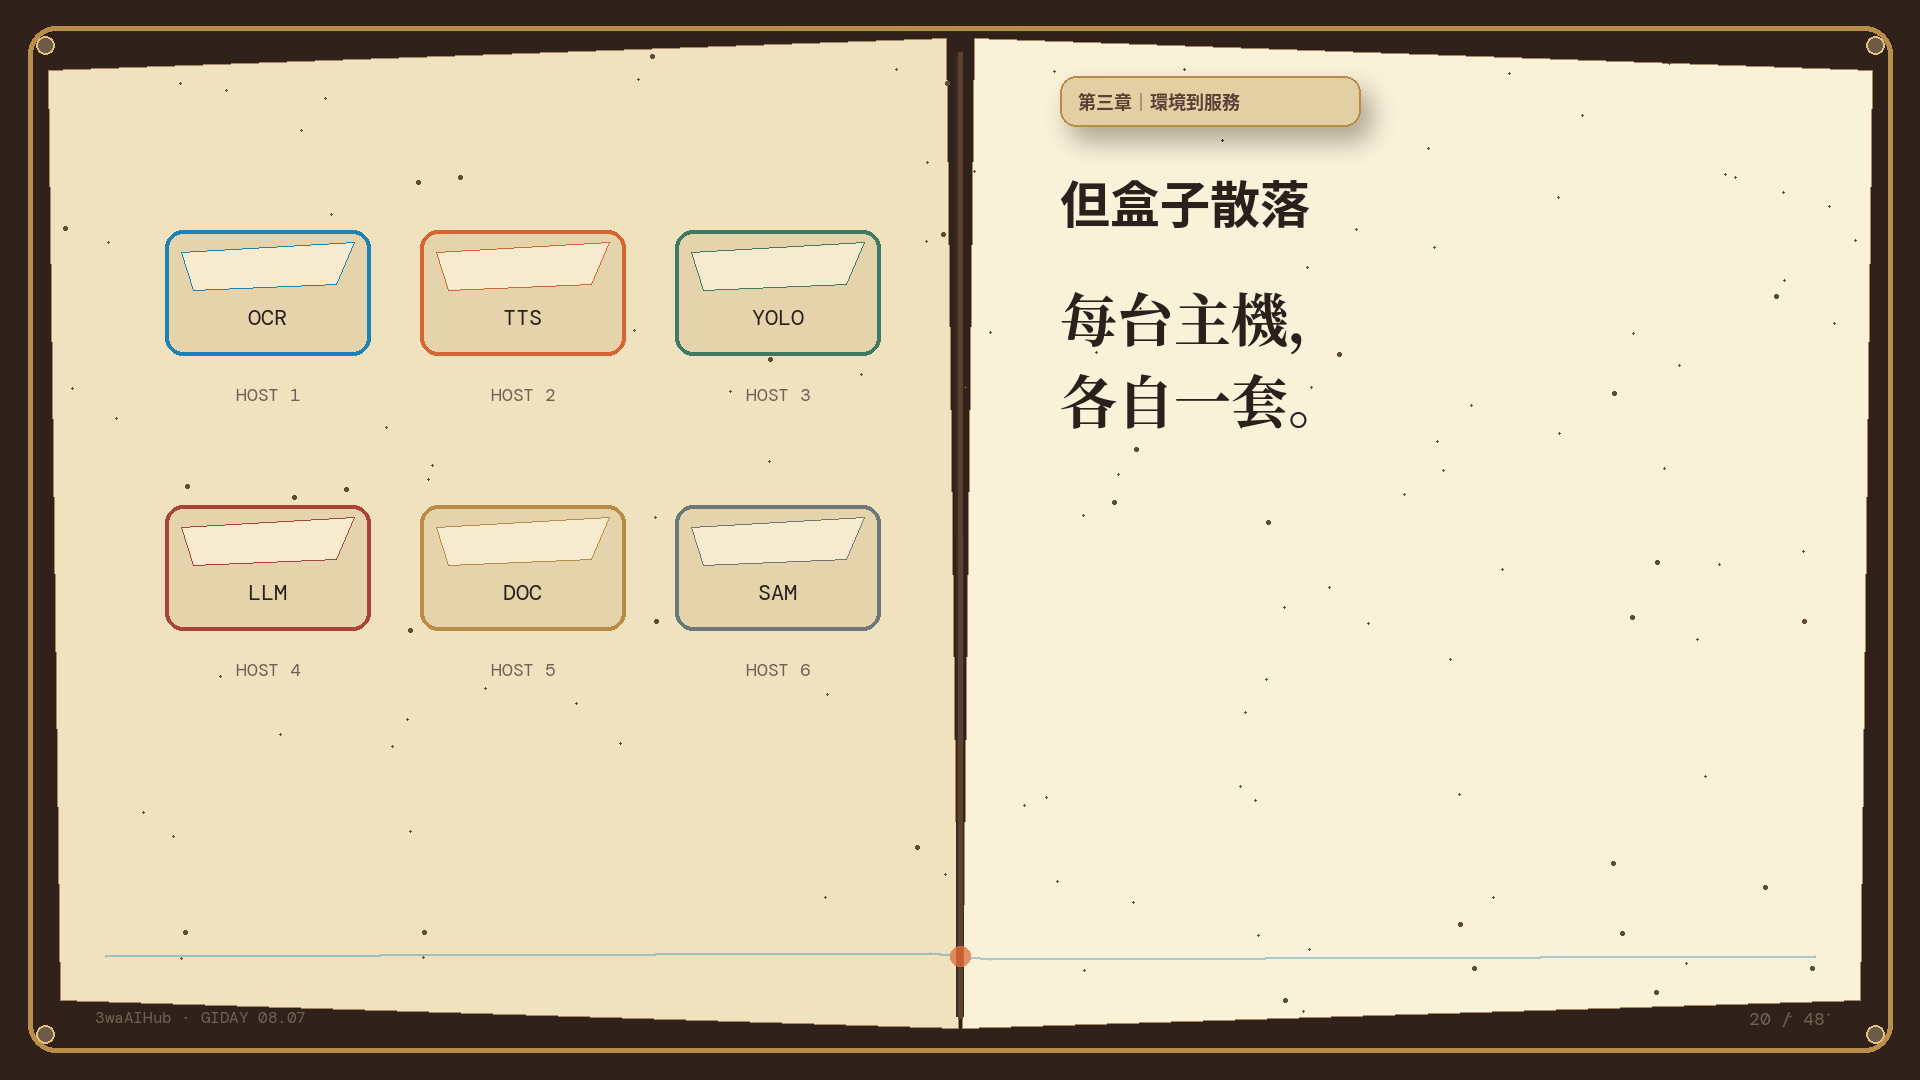 OCR
TTS
YOLO
HOST 1
HOST 2
HOST 3
LLM
DOC
SAM
HOST 4
HOST 5
HOST 6
第三章｜環境到服務
但盒子散落
每台主機，
各自一套。
3waAIHub · GIDAY 08.07
20 / 48